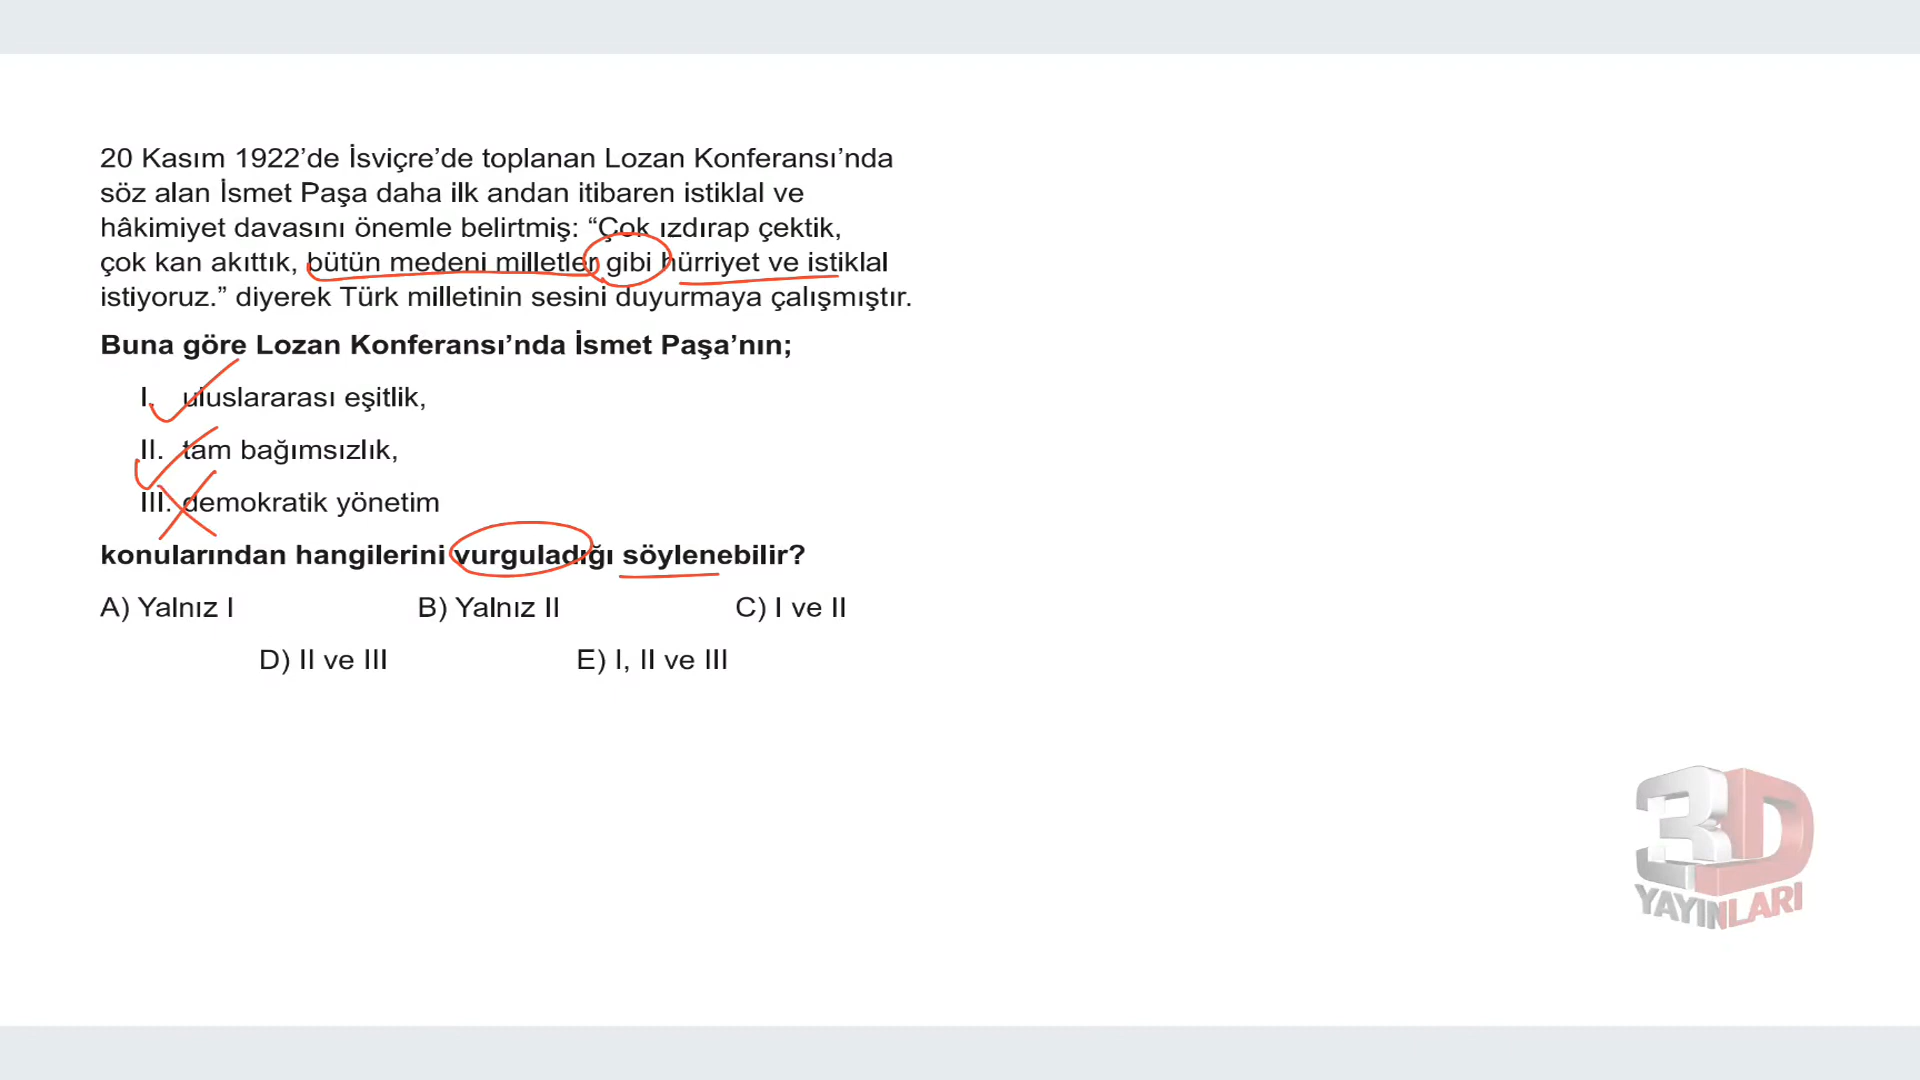 20 Kasım 1922’de İsviçre’de toplanan Lozan Konferansı’nda
söz alan İsmet Paşa daha ilk andan itibaren istiklal ve
hâkimiyet davasını önemle belirtmiş: “Çok ızdırap çektik,
çok kan akıttık, bütün medeni milletler gibi hürriyet ve istiklal
istiyoruz.” diyerek Türk milletinin sesini duyurmaya çalışmıştır.
Buna göre Lozan Konferansı’nda İsmet Paşa’nın;
I. uluslararası eşitlik,
II. tam bağımsızlık,
III. demokratik yönetim
konularından hangilerini vurguladığı söylenebilir?
A) Yalnız I B) Yalnız II C) I ve II
D) II ve III E) I, II ve III
3D
YAYINLARI